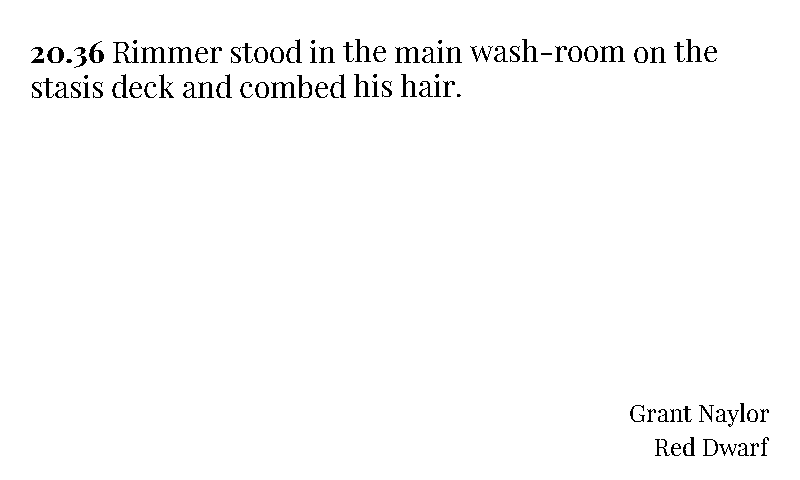 20.36 Rimmer stood in the main wash-room on the
stasis deck and combed his hair.
Grant Naylor
Red Dwarf